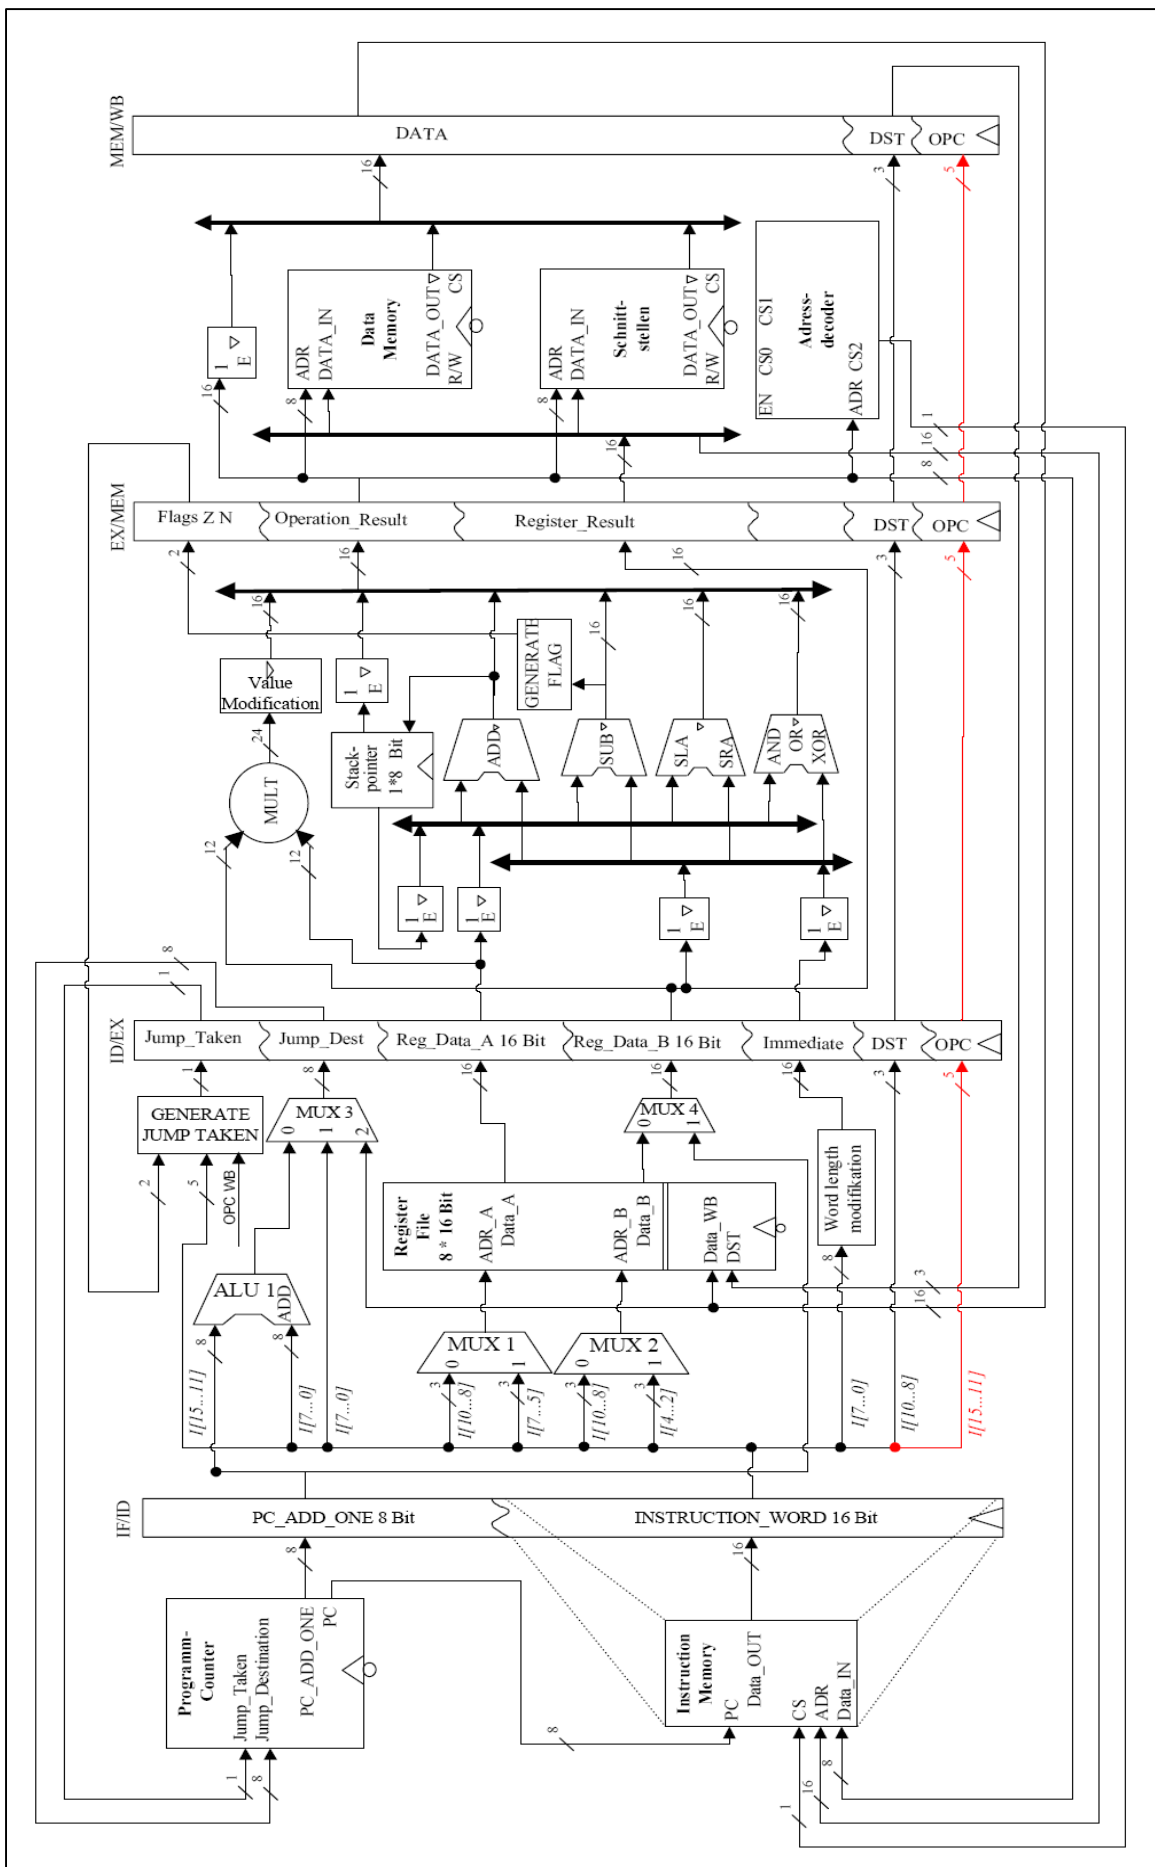 MEM/WB
DATA
DST
OPC
16
3
5
1
E
16
ADR
DATA_IN
Data
Memory
DATA_OUT
R/W
CS
8
ADR
DATA_IN
Schnitt-
stellen
DATA_OUT
R/W
CS
8
EN
CS0
CS1
Adress-
decoder
ADR
CS2
16
1
16
8
EX/MEM
Flags Z N
Operation_Result
Register_Result
DST
OPC
2
16
16
3
5
16
Value
Modification
24
MULT
12
12
1
E
Stack-
pointer
1*8 Bit
ADD
GENERATE
FLAG
16
SUB
16
SLA
SRA
16
AND
OR
XOR
1
E
1
E
1
E
1
E
8
1
ID/EX
Jump_Taken
Jump_Dest
Reg_Data_A 16 Bit
Reg_Data_B 16 Bit
Immediate
DST
OPC
1
8
16
16
16
3
5
GENERATE
JUMP TAKEN
2
5
OPC WB
MUX 3
0
1
2
MUX 4
0
1
Register
File
8 * 16 Bit
ADR_A
Data_A
ADR_B
Data_B
Data_WB
DST
Word length
modifikation
8
3
16
ALU 1
ADD
8
8
MUX 1
0
1
MUX 2
0
1
3
3
3
3
I[15...11]
I[7...0]
I[7...0]
I[10...8]
I[7...5]
I[10...8]
I[4...2]
I[7...0]
I[10...8]
I[15...11]
IF/ID
PC_ADD_ONE 8 Bit
INSTRUCTION_WORD 16 Bit
8
16
Programm-
Counter
Jump_Taken
Jump_Destination
PC_ADD_ONE
PC
1
8
8
Instruction
Memory
PC
Data_OUT
CS
ADR
Data_IN
1
16
8